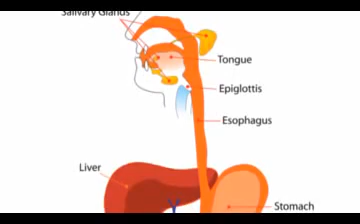 Salivary Glands
Tongue
Epiglottis
Esophagus
Liver
Stomach